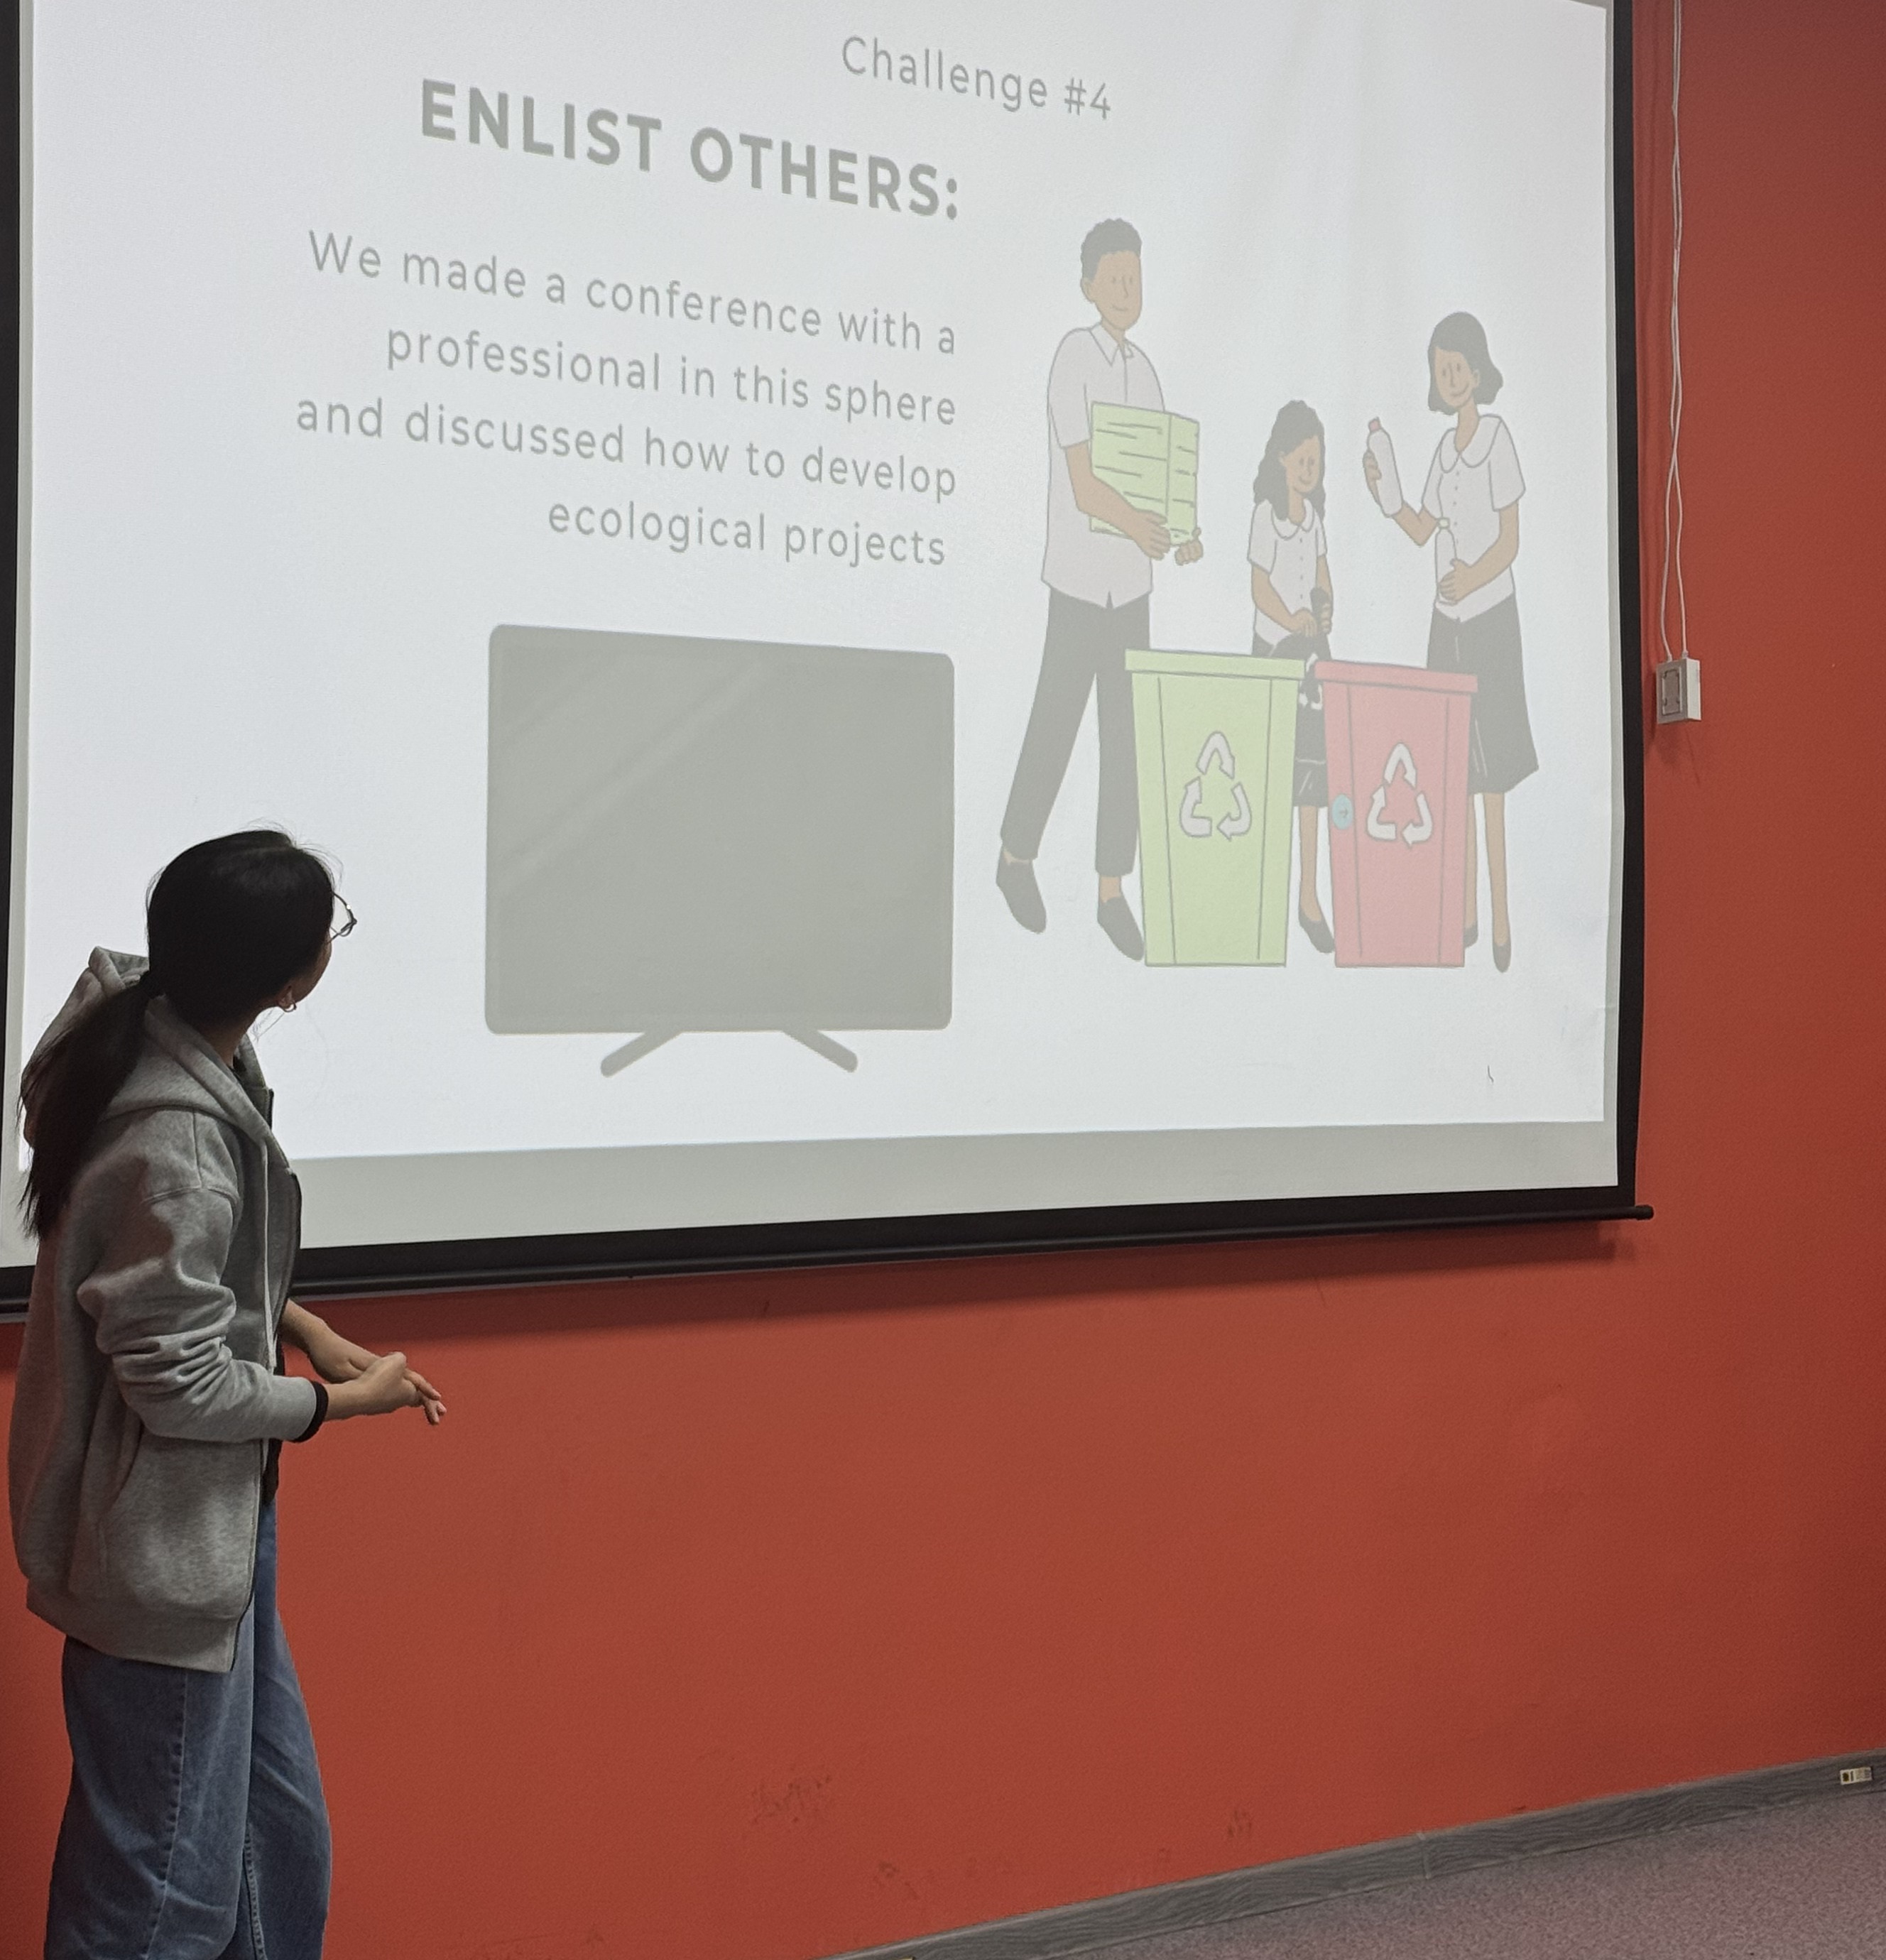 Challenge #4
ENLIST OTHERS:
We made a conference with a
professional in this sphere
and discussed how to develop
ecological projects